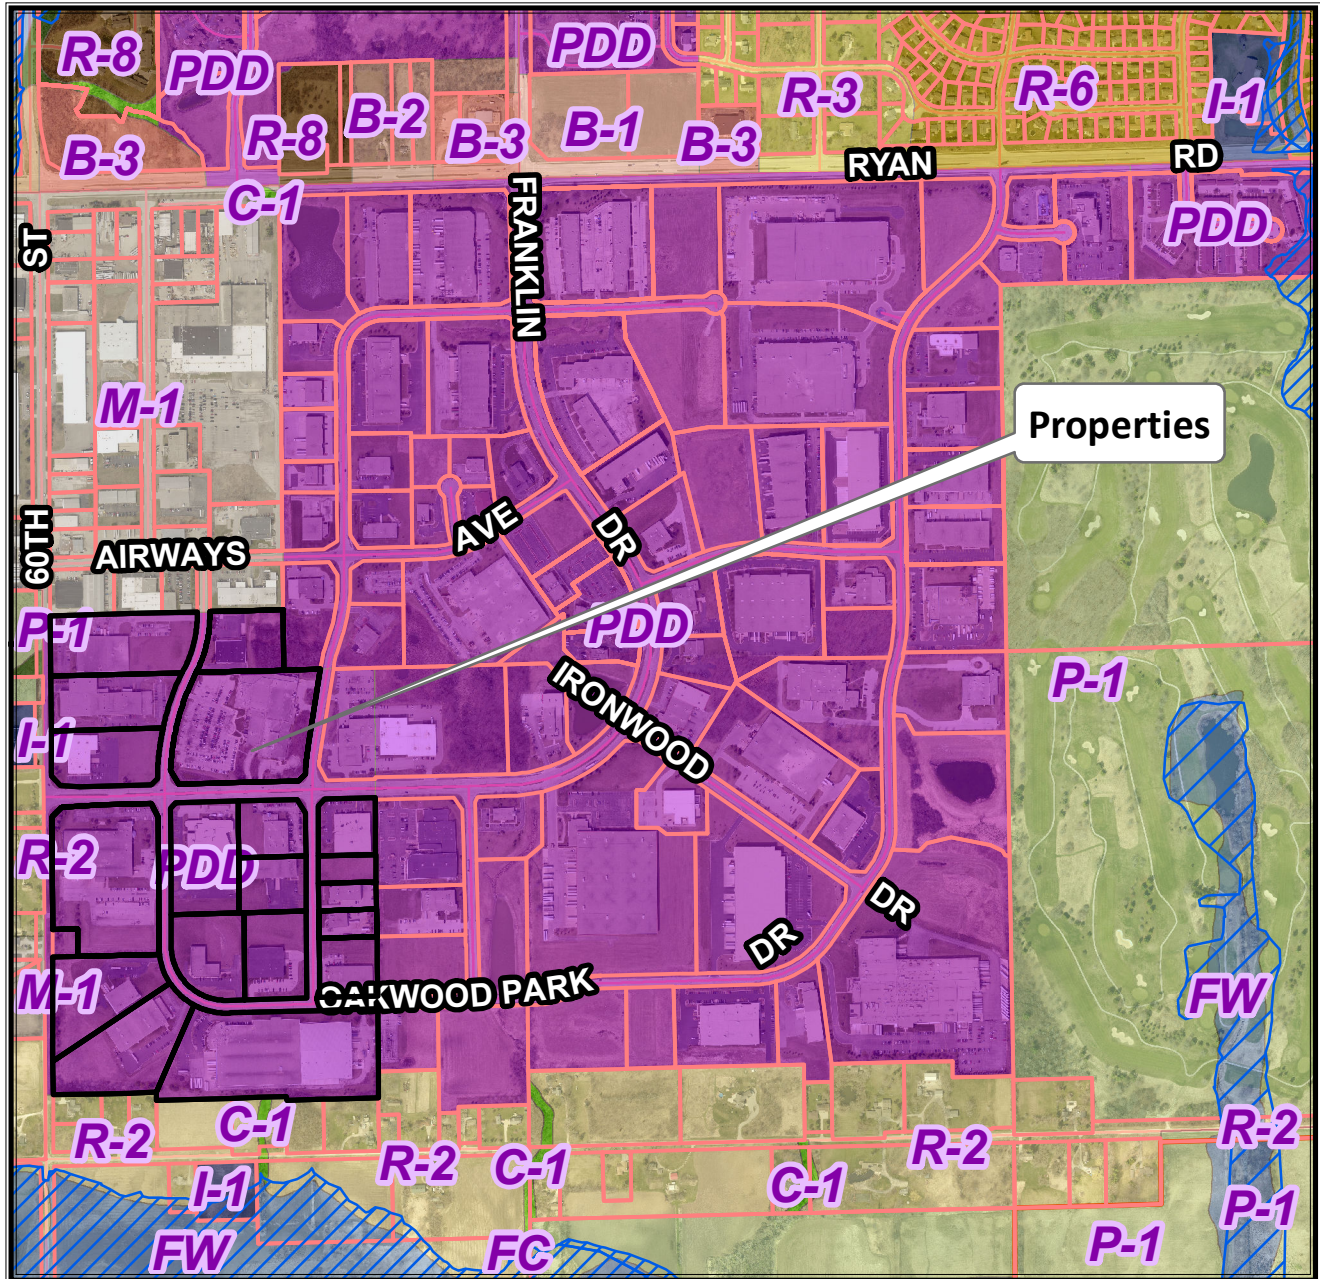 R-8
PDD
PDD
R-3
R-6
I-1
B-3
R-8
B-2
B-3
B-1
B-3
RYAN
RD
C-1
FRANKLIN
PDD
ST
M-1
Properties
60TH
AIRWAYS
AVE
DR
P-1
PDD
IRONWOOD
P-1
I-1
R-2
PDD
DR
DR
M-1
OAKWOOD PARK
FW
R-2
C-1
R-2
C-1
I-1
C-1
R-2
R-2
P-1
FW
FC
P-1